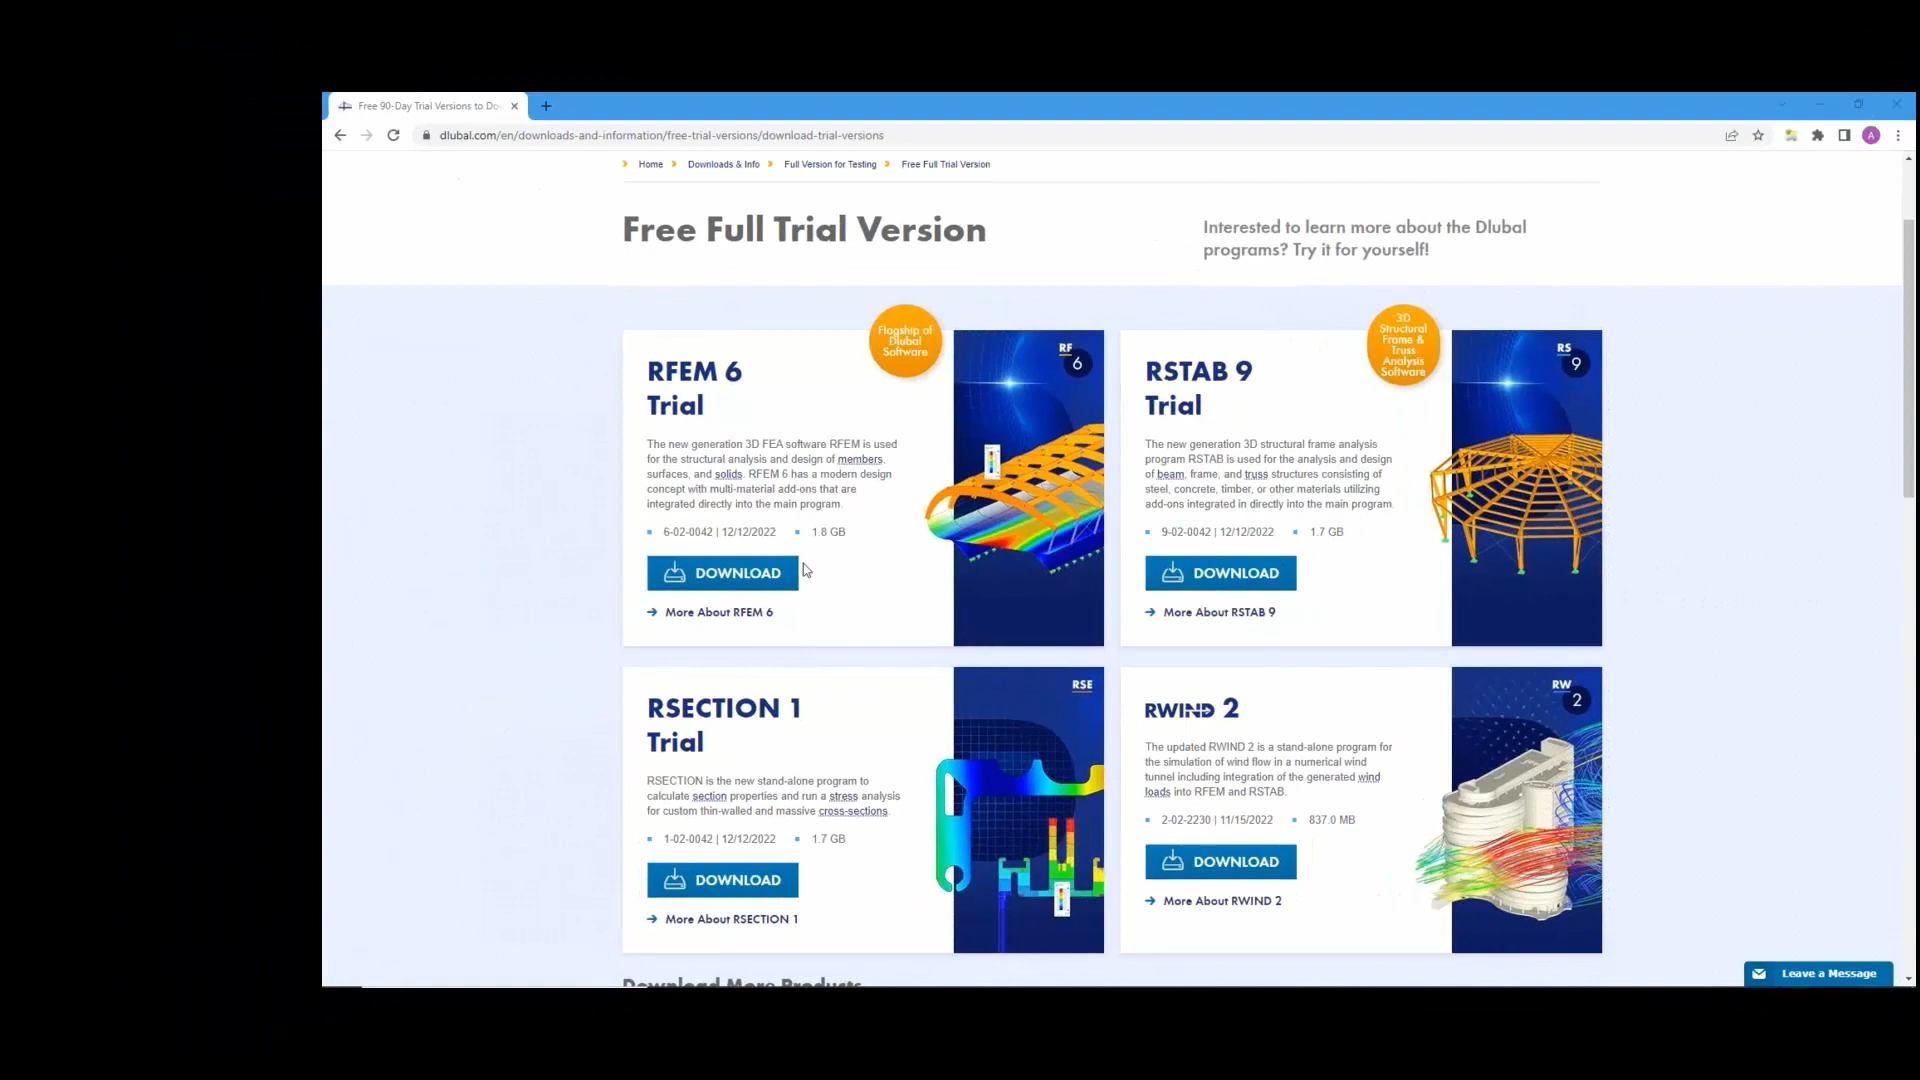 Free 90-Day Trial Versions to Do
dlubal.com/en/downloads-and-information/free-trial-versions/download-trial-versions
A
Home Downloads & Info Full Version for Testing Free Full Trial Version
Free Full Trial Version
Interested to learn more about the Dlubal
programs? Try it for yourself!
Flagship of
Dlubal
Software
RFEM 6
Trial
The new generation 3D FEA software RFEM is used
for the structural analysis and design of members,
surfaces, and solids. RFEM 6 has a modern design
concept with multi-material add-ons that are
integrated directly into the main program.
6-02-0042 | 12/12/2022 1.8 GB
DOWNLOAD
More About RFEM 6
RF
6
3D
Structural
Frame &
Truss
Analysis
Software
RSTAB 9
Trial
The new generation 3D structural frame analysis
program RSTAB is used for the analysis and design
of beam, frame, and truss structures consisting of
steel, concrete, timber, or other materials utilizing
add-ons integrated in directly into the main program.
9-02-0042 | 12/12/2022 1.7 GB
DOWNLOAD
More About RSTAB 9
RS
9
RSECTION 1
Trial
RSECTION is the new stand-alone program to
calculate section properties and run a stress analysis
for custom thin-walled and massive cross-sections.
1-02-0042 | 12/12/2022 1.7 GB
DOWNLOAD
More About RSECTION 1
RSE
RWIND 2
The updated RWIND 2 is a stand-alone program for
the simulation of wind flow in a numerical wind
tunnel including integration of the generated wind
loads into RFEM and RSTAB.
2-02-2230 | 11/15/2022 837.0 MB
DOWNLOAD
More About RWIND 2
RW
2
Download More Products
Leave a Message